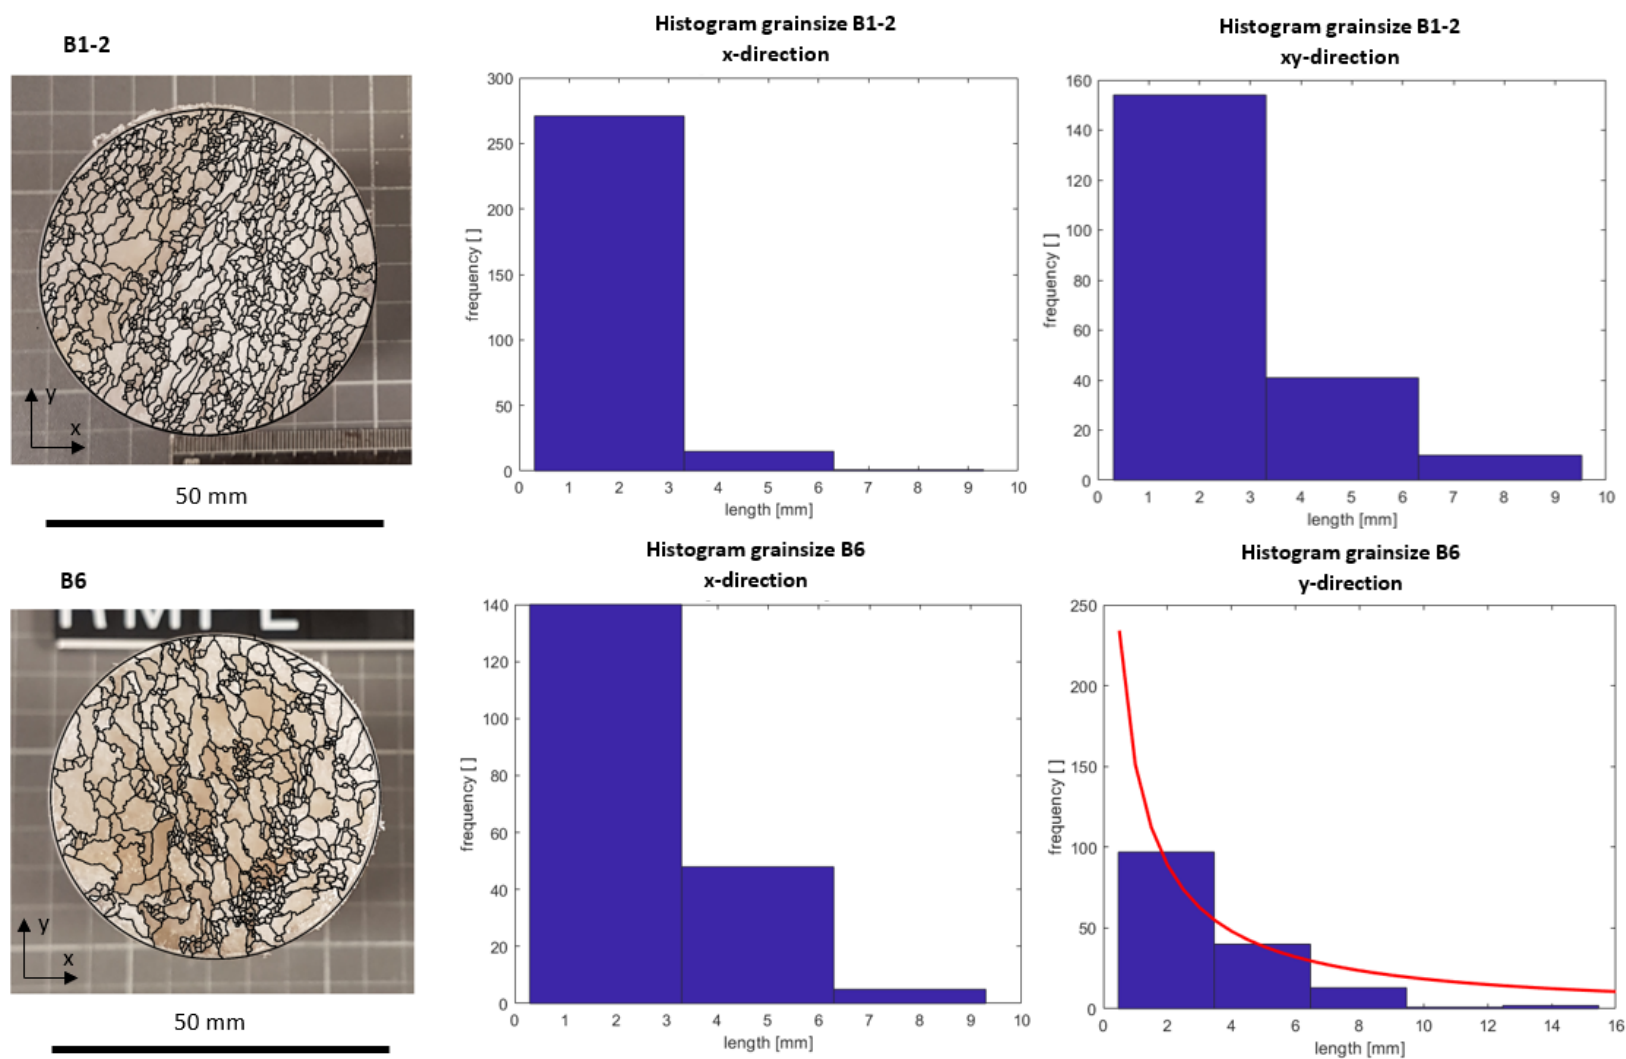 B1-2
y
x
50 mm
Histogram grainsize B1-2
x-direction
300
250
200
150
100
50
0
frequency [ ]
0 1 2 3 4 5 6 7 8 9 10
length [mm]
Histogram grainsize B1-2
xy-direction
160
140
120
100
80
60
40
20
0
frequency [ ]
0 1 2 3 4 5 6 7 8 9 10
length [mm]
B6
y
x
50 mm
Histogram grainsize B6
x-direction
140
120
100
80
60
40
20
0
frequency [ ]
0 1 2 3 4 5 6 7 8 9 10
length [mm]
Histogram grainsize B6
y-direction
250
200
150
100
50
0
frequency [ ]
0 2 4 6 8 10 12 14 16
length [mm]